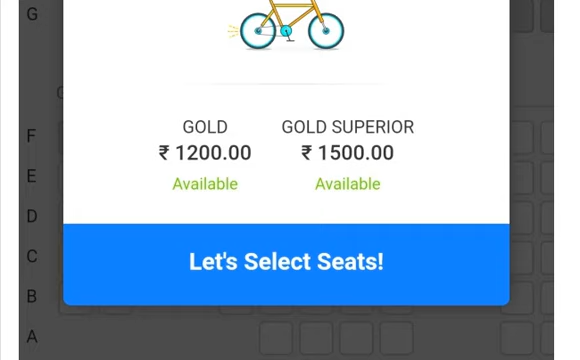 G
GOLD
₹ 1200.00
Available
GOLD SUPERIOR
₹ 1500.00
Available
F
E
D
C
B
A
Let's Select Seats!